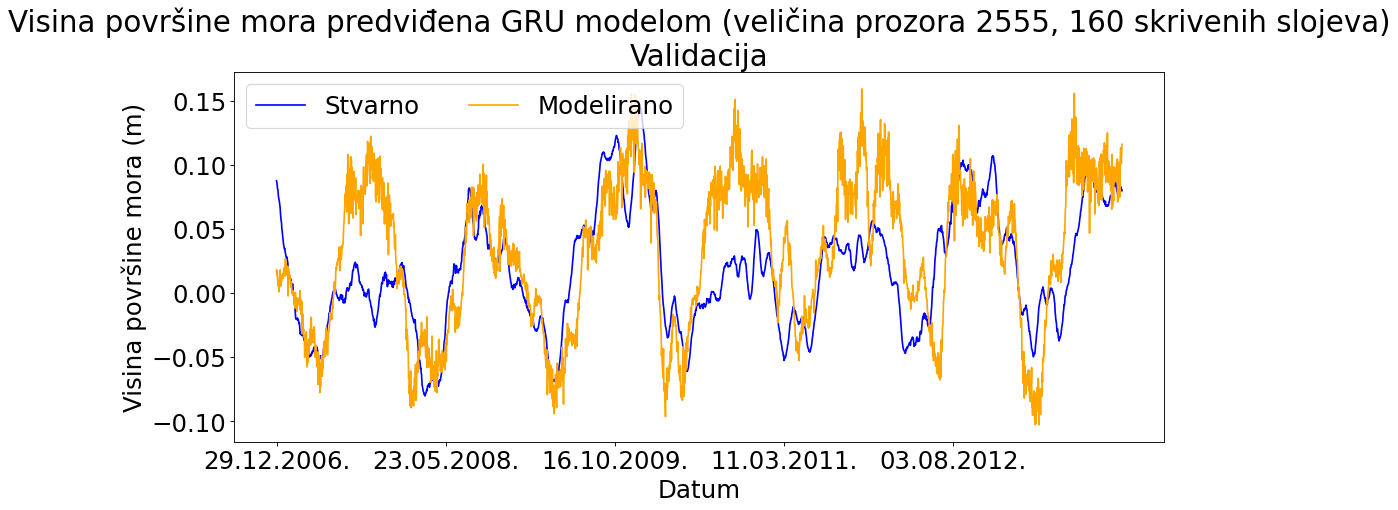 Visina površine mora predviđena GRU modelom (veličina prozora 2555, 160 skrivenih slojeva)
Validacija
Stvarno
Modelirano
Visina površine mora (m)
0.15
0.10
0.05
0.00
−0.05
−0.10
29.12.2006.
23.05.2008.
16.10.2009.
11.03.2011.
03.08.2012.
Datum